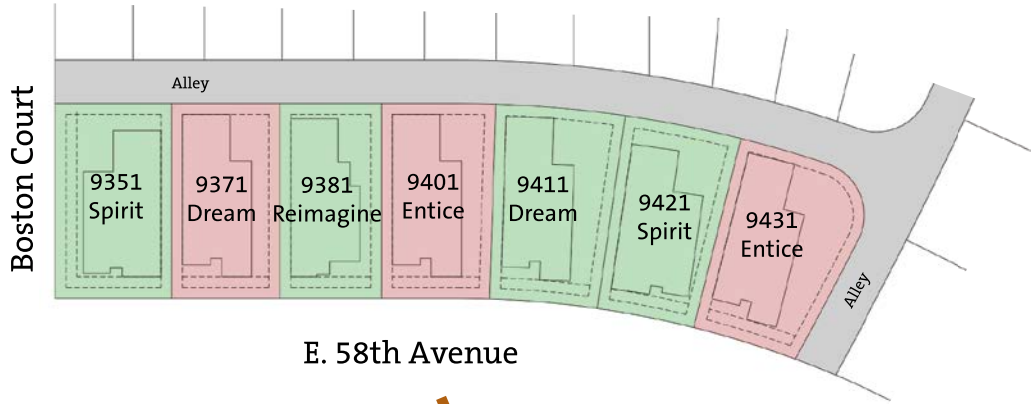 Alley
Boston Court
9351
Spirit
9371
Dream
9381
Reimagine
9401
Entice
9411
Dream
9421
Spirit
9431
Entice
Alley
E. 58th Avenue